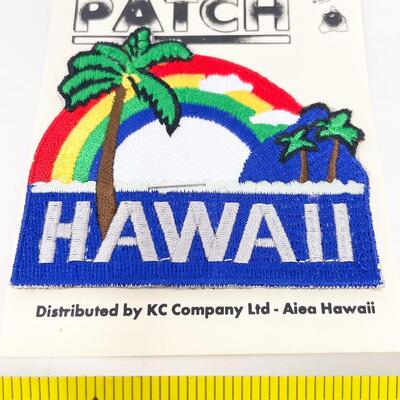 PATCH
HAWAII
Distributed by KC Company Ltd - Aiea Hawaii